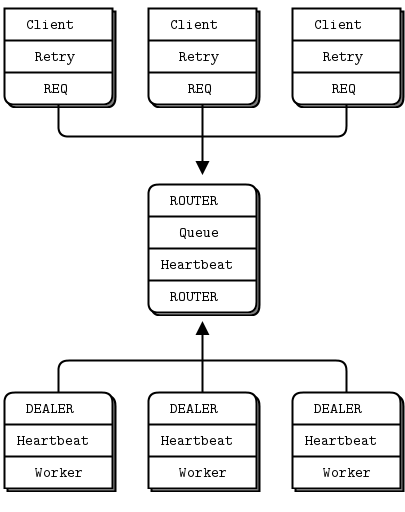 Client Client Client
Retry Retry Retry
REQ REQ REQ
ROUTER
Queue
Heartbeat
ROUTER
DEALER DEALER DEALER
Heartbeat Heartbeat Heartbeat
Worker Worker Worker